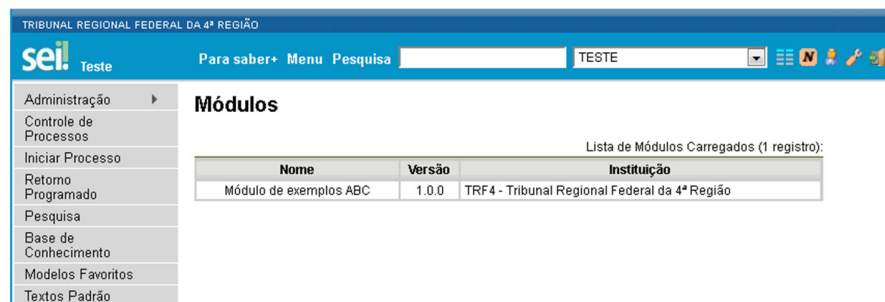 TRIBUNAL REGIONAL FEDERAL DA 4ª REGIÃO
sei! Teste
Para saber+ Menu Pesquisa
TESTE
N
Administração
Controle de
Processos
Iniciar Processo
Retorno
Programado
Pesquisa
Base de
Conhecimento
Modelos Favoritos
Textos Padrão
Módulos
Lista de Módulos Carregados (1 registro):
Nome Versão Instituição
Módulo de exemplos ABC 1.0.0 TRF4 - Tribunal Regional Federal da 4ª Região